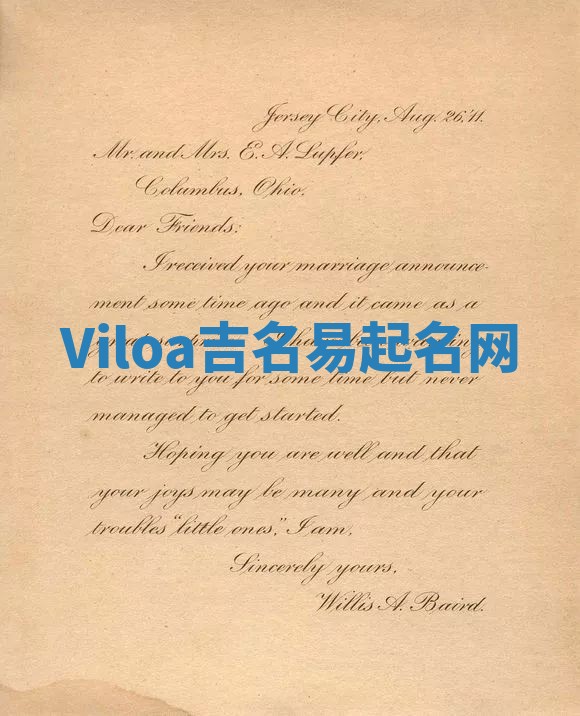 Jersey City, Aug. 26, '11.
Mr. and Mrs. E. A. Lupfer,
Columbus, Ohio.
Dear Friends:
I received your marriage announce-
ment some time ago and it came as a
Viloa吉名易起名网
to write to you for some time but never
managed to get started.
Hoping you are well and that
your joys may be many and your
troubles "little ones," I am,
Sincerely yours,
Willis A. Baird.